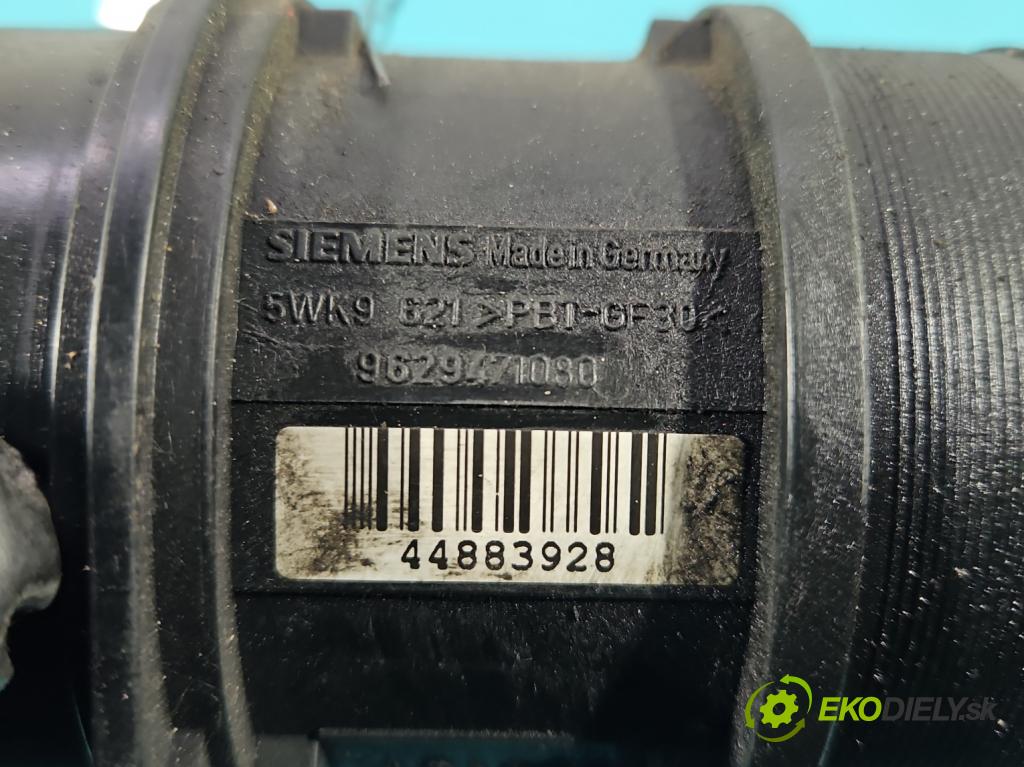 SIEMENS Made in Germany
5WK9 621 >PBT-GF30<
9629471080
44883928
EKODIELY.sk